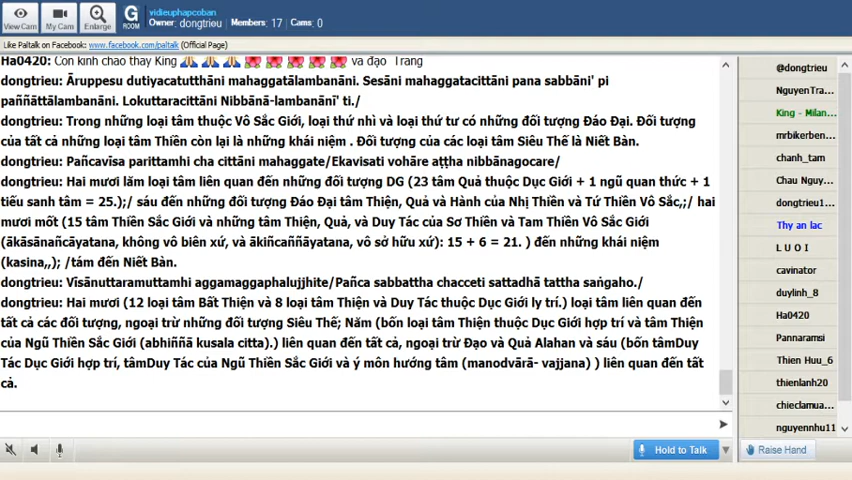 vidieuphapcoban
Owner: dongtrieu Members: 17 Cams: 0
View Cam
My Cam
Enlarge
G
ROOM
Like Paltalk on Facebook: www.facebook.com/paltalk (Official Page)
Ha0420: Con kinh chao thay King va đạo Trang
dongtrieu: Āruppesu dutiyacatutthāni mahaggatālambanāni. Sesāni mahaggatacittāni pana sabbāni' pi
paññāttālambanāni. Lokuttaracittāni Nibbānā-lambanānī' ti./
dongtrieu: Trong những loại tâm thuộc Vô Sắc Giới, loại thứ nhì và loại thứ tư có những đối tượng Đáo Đại. Đối tượng
của tất cả những loại tâm Thiền còn lại là những khái niệm . Đối tượng của các loại tâm Siêu Thế là Niết Bàn.
dongtrieu: Pañcavīsa parittamhi cha cittāni mahaggate/Ekavisati vohāre aṭṭha nibbānagocare/
dongtrieu: Hai mươi lăm loại tâm liên quan đến những đối tượng DG (23 tâm Quả thuộc Dục Giới + 1 ngũ quan thức + 1
tiếu sanh tâm = 25.);/ sáu đến những đối tượng Đáo Đại tâm Thiện, Quả và Hành của Nhị Thiền và Tứ Thiền Vô Sắc,;/ hai
mươi mốt (15 tâm Thiền Sắc Giới và những tâm Thiện, Quả, và Duy Tác của Sơ Thiền và Tam Thiền Vô Sắc Giới
(ākāsānañcāyatana, không vô biên xứ, và ākiñcaññāyatana, vô sở hữu xứ): 15 + 6 = 21. ) đến những khái niệm
(kasina,,); /tám đến Niết Bàn.
dongtrieu: Vīsānuttaramuttamhi aggamaggaphalujjhite/Pañca sabbattha chacceti sattadhā tattha saṅgaho./
dongtrieu: Hai mươi (12 loại tâm Bất Thiện và 8 loại tâm Thiện và Duy Tác thuộc Dục Giới ly trí.) loại tâm liên quan đến
tất cả các đối tượng, ngoại trừ những đối tượng Siêu Thế; Năm (bốn loại tâm Thiện thuộc Dục Giới hợp trí và tâm Thiện
của Ngũ Thiền Sắc Giới (abhiññā kusala citta).) liên quan đến tất cả, ngoại trừ Đạo và Quả Alahan và sáu (bốn tâmDuy
Tác Dục Giới hợp trí, tâmDuy Tác của Ngũ Thiền Sắc Giới và ý môn hướng tâm (manodvārā- vajjana) ) liên quan đến tất
cả.
@dongtrieu
NguyenTra...
King - Milan...
mrbikerben...
chanh_tam
Chau Nguy...
dongtrieu1...
Thy an lac
L U O I
cavinator
duylinh_8
Ha0420
Pannaramsi
Thien Huu_6
thienlanh20
chieclamua...
nguyennhu11
Hold to Talk
Raise Hand